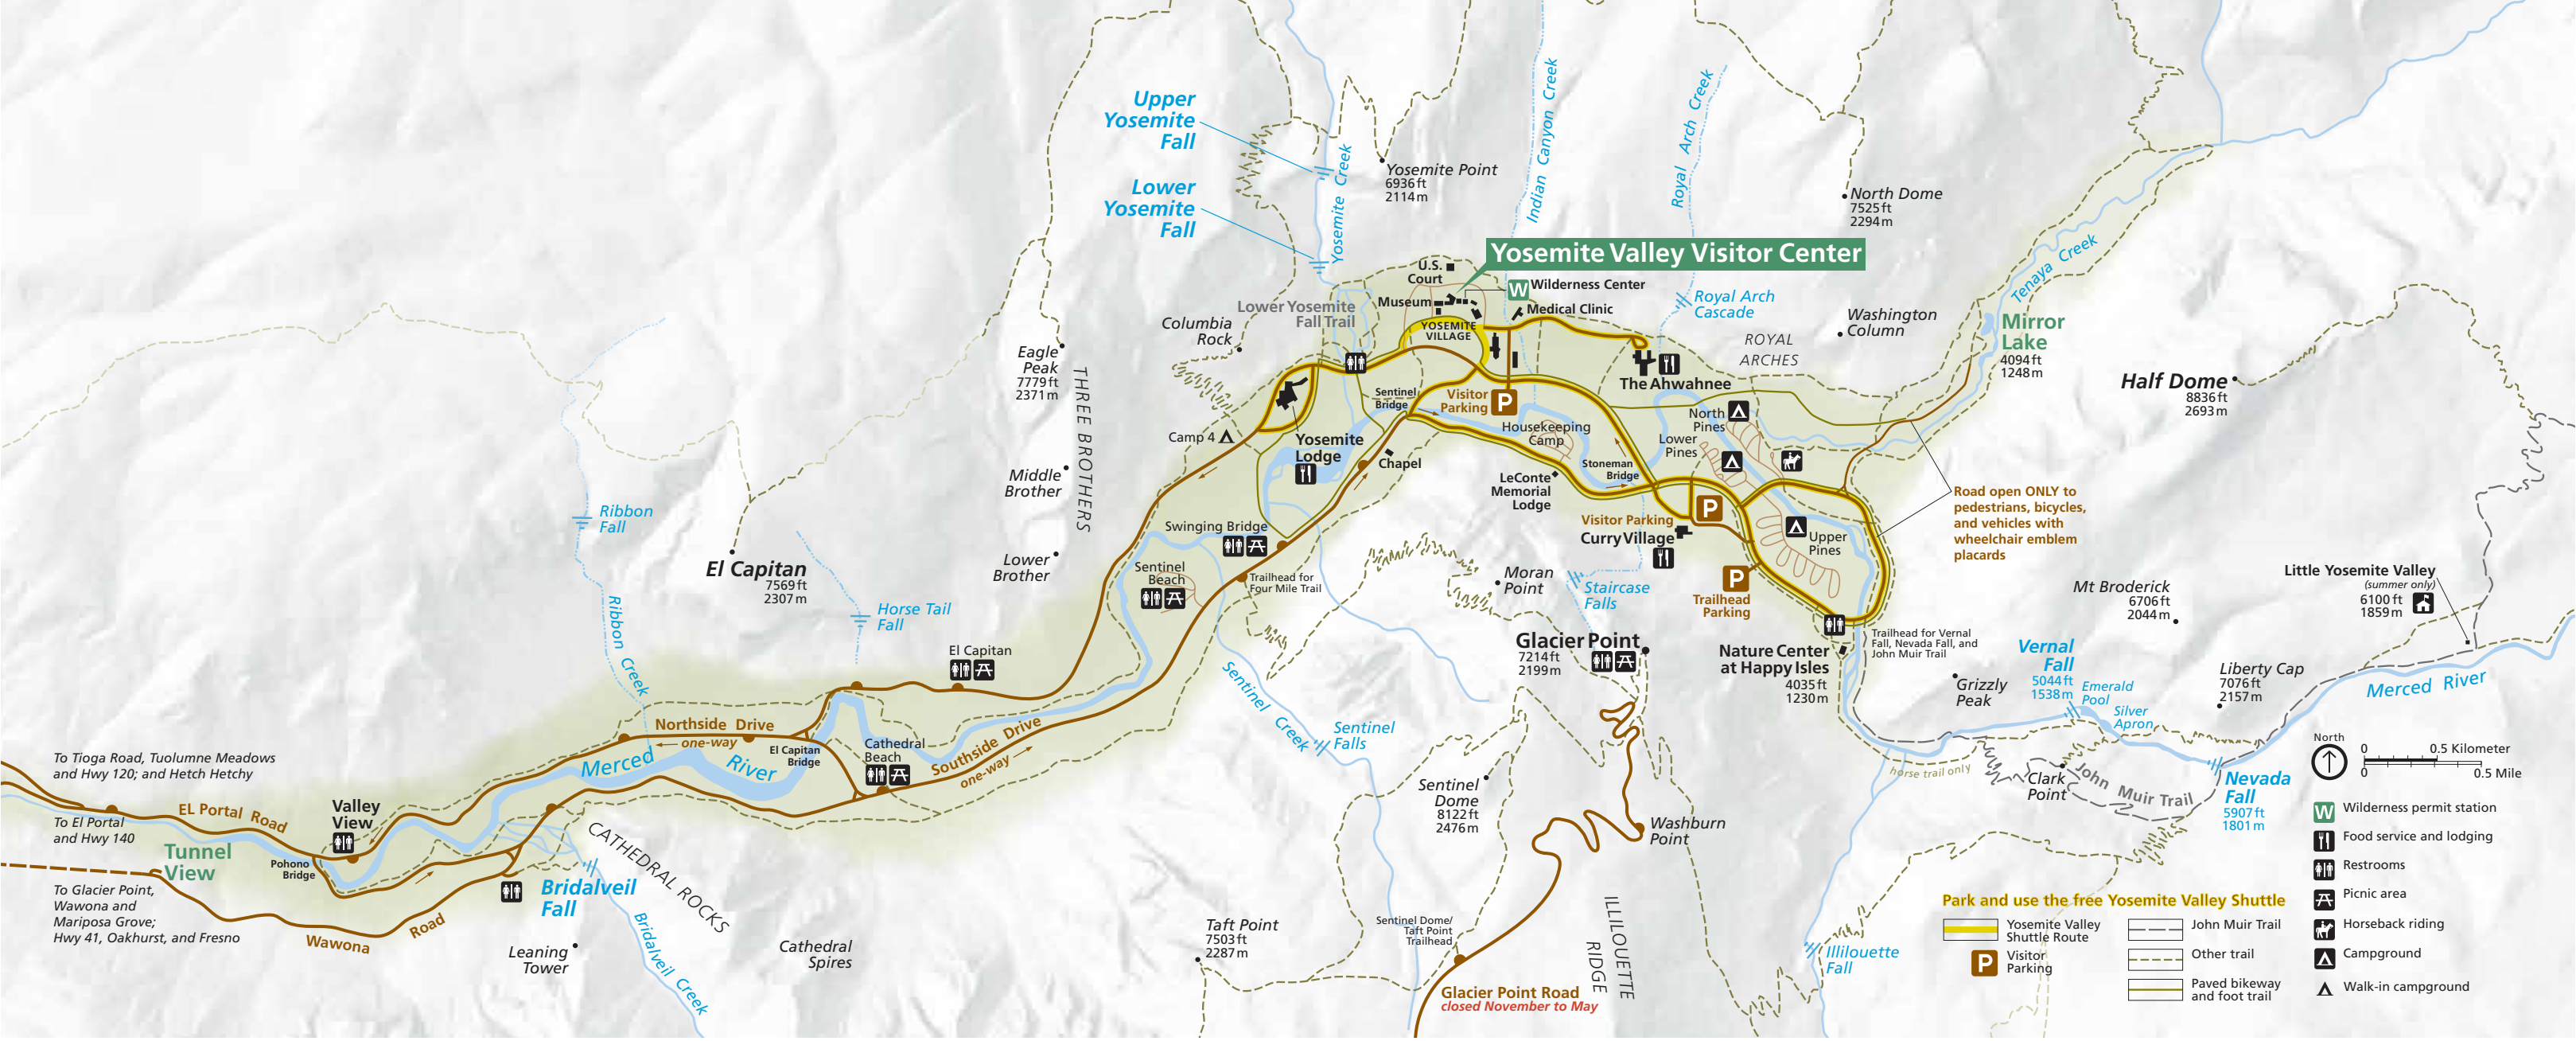 Upper
Yosemite
Fall
Lower
Yosemite
Fall
Yosemite Creek
Yosemite Point
6936 ft
2114 m
Indian Canyon Creek
Royal Arch Creek
North Dome
7525 ft
2294 m
Yosemite Valley Visitor Center
U.S.
Court
Museum
W
Wilderness Center
Medical Clinic
YOSEMITE
VILLAGE
Royal Arch
Cascade
Washington
Column
ROYAL
ARCHES
Tenaya Creek
Mirror
Lake
4094 ft
1248 m
Half Dome
8836 ft
2693 m
Lower Yosemite
Fall Trail
Columbia
Rock
Eagle
Peak
7779 ft
2371 m
THREE BROTHERS
Middle
Brother
Lower
Brother
Camp 4
Yosemite
Lodge
Chapel
Sentinel
Bridge
Visitor
Parking
P
The Ahwahnee
Housekeeping
Camp
North
Pines
Lower
Pines
LeConte
Memorial
Lodge
Stoneman
Bridge
Visitor Parking
P
Curry Village
Upper
Pines
Road open ONLY to
pedestrians, bicycles,
and vehicles with
wheelchair emblem
placards
Ribbon
Fall
Ribbon Creek
El Capitan
7569 ft
2307 m
Horse Tail
Fall
El Capitan
Swinging Bridge
Sentinel
Beach
Trailhead for
Four Mile Trail
Moran
Point
Staircase
Falls
P
Trailhead
Parking
Glacier Point
7214 ft
2199 m
Nature Center
at Happy Isles
4035 ft
1230 m
Trailhead for Vernal
Fall, Nevada Fall, and
John Muir Trail
Mt Broderick
6706 ft
2044 m
Little Yosemite Valley
(summer only)
6100 ft
1859 m
Vernal
Fall
5044 ft
1538 m
Emerald
Pool
Silver
Apron
Grizzly
Peak
Liberty Cap
7076 ft
2157 m
Merced River
Nevada
Fall
5907 ft
1801 m
horse trail only
Clark
Point
John Muir Trail
Sentinel Creek
Sentinel
Falls
Sentinel
Dome
8122 ft
2476 m
Washburn
Point
Northside Drive
one-way
El Capitan
Bridge
Cathedral
Beach
Southside Drive
one-way
Merced River
To Tioga Road, Tuolumne Meadows
and Hwy 120; and Hetch Hetchy
EL Portal Road
To El Portal
and Hwy 140
Valley
View
Tunnel
View
Pohono
Bridge
To Glacier Point,
Wawona and
Mariposa Grove;
Hwy 41, Oakhurst, and Fresno
Wawona Road
Bridalveil
Fall
CATHEDRAL ROCKS
Bridalveil Creek
Leaning
Tower
Cathedral
Spires
Taft Point
7503 ft
2287 m
Sentinel Dome/
Taft Point
Trailhead
Glacier Point Road
closed November to May
ILLILOUETTE
RIDGE
Illilouette
Fall
North
0 0.5 Kilometer
0 0.5 Mile
Park and use the free Yosemite Valley Shuttle
Yosemite Valley
Shuttle Route
P
Visitor
Parking
John Muir Trail
Other trail
Paved bikeway
and foot trail
W
Wilderness permit station
Food service and lodging
Restrooms
Picnic area
Horseback riding
Campground
Walk-in campground